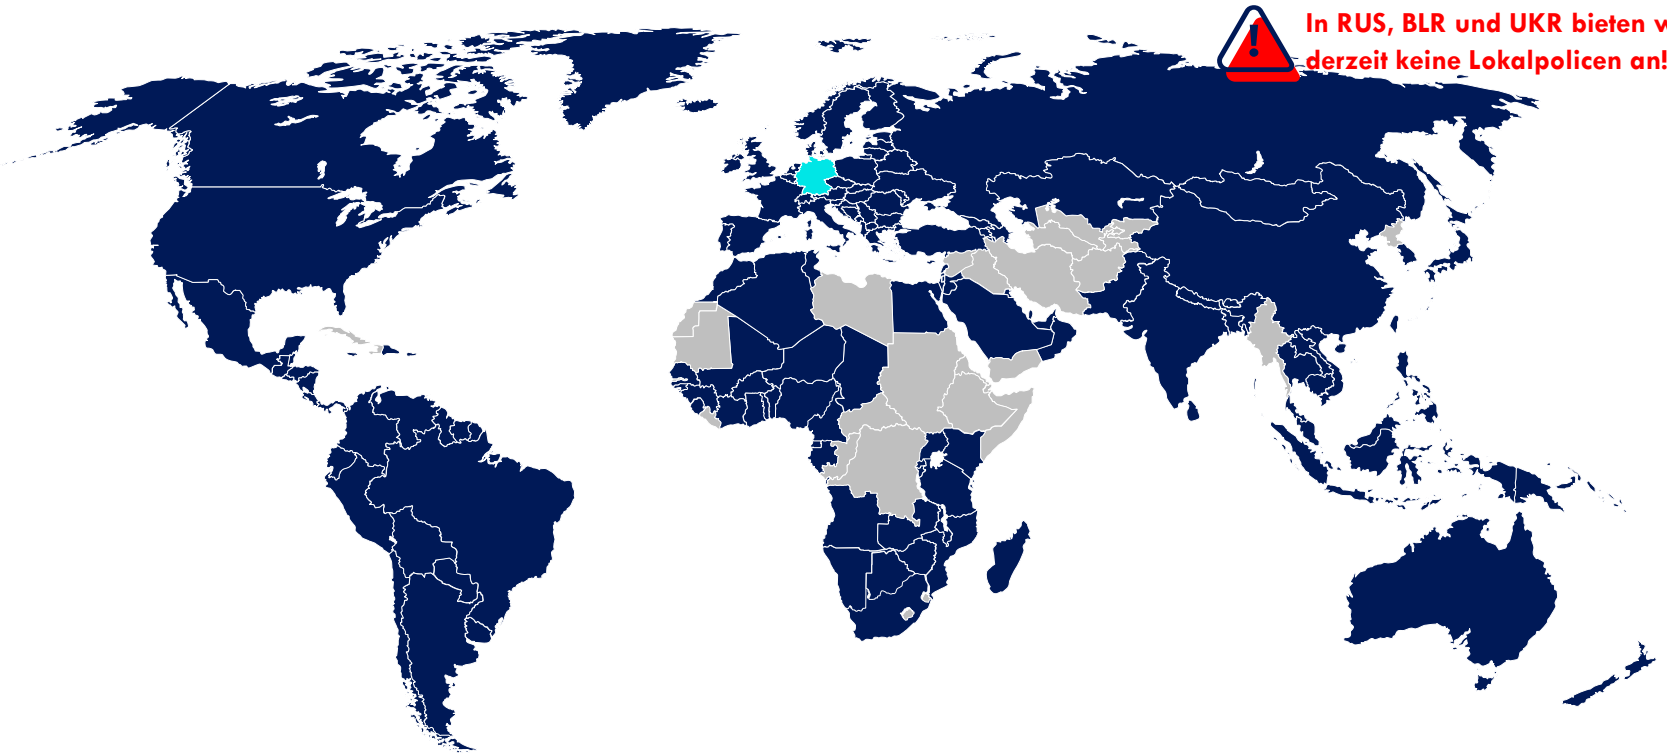 In RUS, BLR und UKR bieten
derzeit keine Lokalpolicen an!